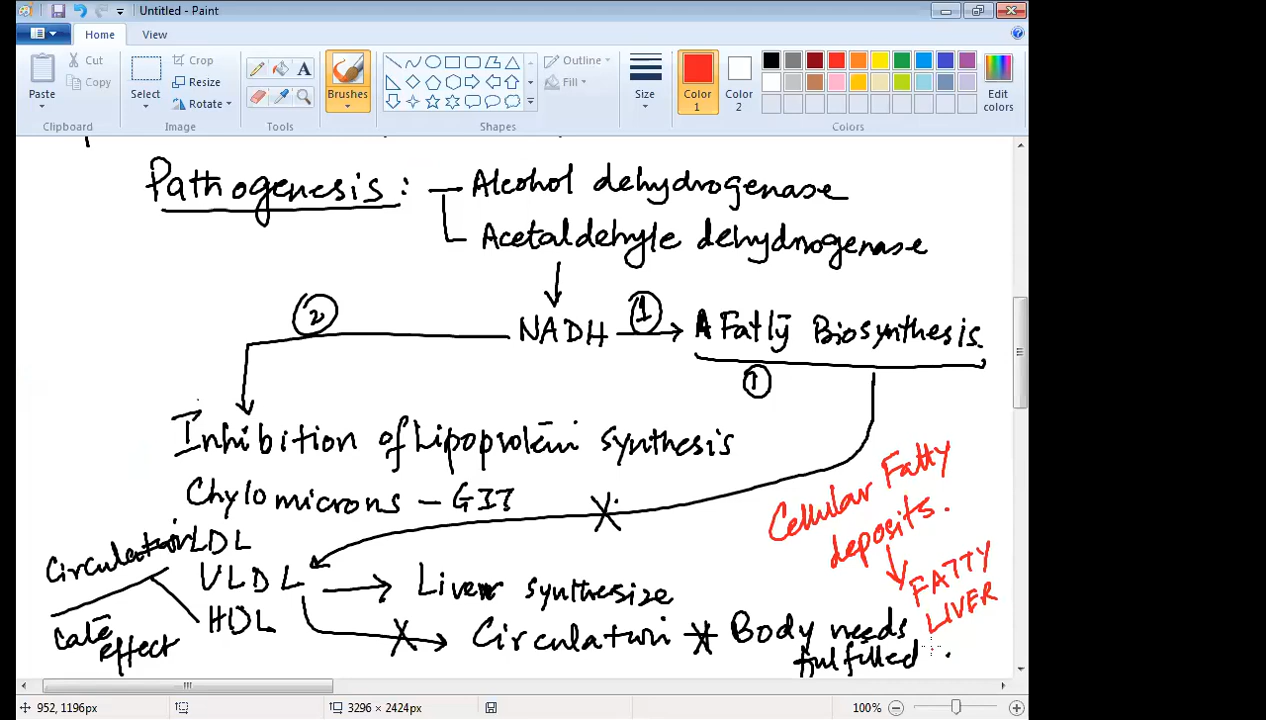 Untitled - Paint
Home
View
Paste
Cut
Copy
Clipboard
Select
Crop
Resize
Rotate
Image
Tools
Brushes
Shapes
Outline
Fill
Size
Color 1
Color 2
Edit colors
Colors
Pathogenesis : — Alcohol dehydrogenase
Acetaldehyle dehydrogenase
2
NADH
1
Fatty Biosynthesis.
1
Inhibition of Lipoprotein synthesis
Chylomicrons - GIT
Cellular Fatty
deposits.
FATTY
LIVER
Circulation
LDL
VLDL → Liver synthesize
HDL
Late effect
Circulation
Body needs
fulfilled.
952, 1196px
3296 × 2424px
100%